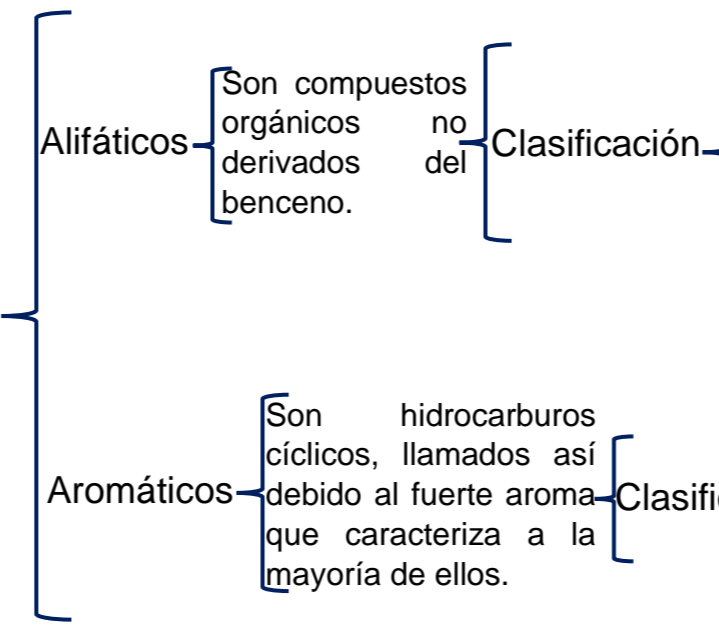 Alifáticos
Son compuestos
orgánicos no
derivados del
benceno.
Clasificación
Aromáticos
Son hidrocarburos
cíclicos, llamados así
debido al fuerte aroma
que caracteriza a la
mayoría de ellos.